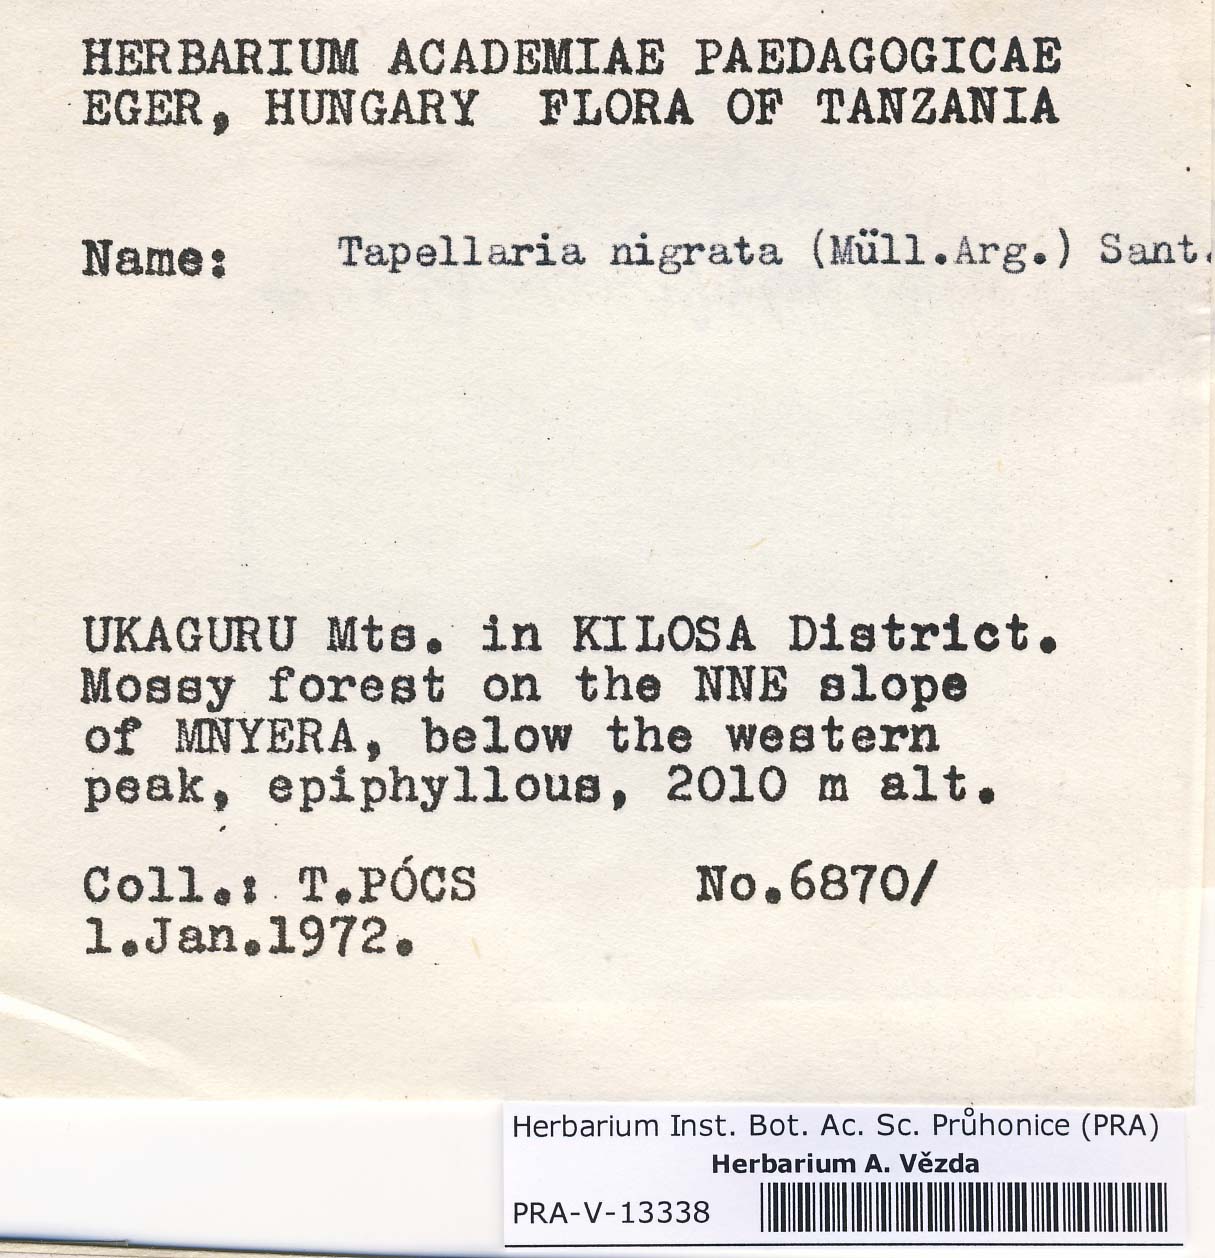 HERBARIUM ACADEMIAE PAEDAGOGICAE
EGER, HUNGARY FLORA OF TANZANIA
Name: Tapellaria nigrata (Müll.Arg.) Sant.
UKAGURU Mts. in KILOSA District.
Mossy forest on the NNE slope
of MNYERA, below the western
peak, epiphyllous, 2010 m alt.
Coll.: T.PÓCS No.6870/
1.Jan.1972.
Herbarium Inst. Bot. Ac. Sc. Průhonice (PRA)
Herbarium A. Vězda
PRA-V-13338